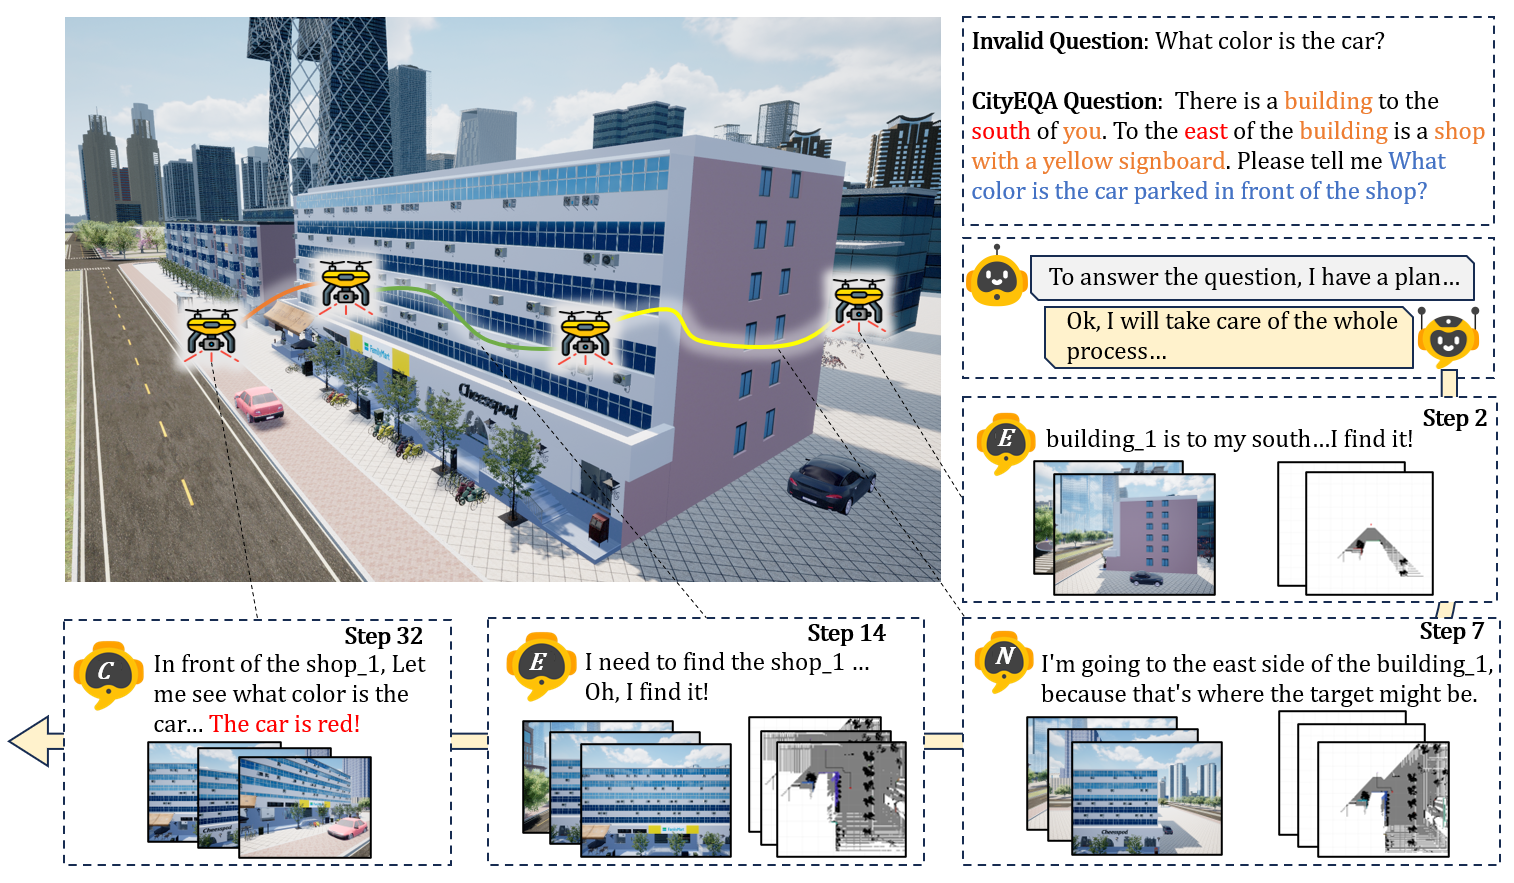 Invalid Question: What color is the car?
CityEQA Question: There is a building to the
south of you. To the east of the building is a shop
with a yellow signboard. Please tell me What
color is the car parked in front of the shop?
To answer the question, I have a plan...
Ok, I will take care of the whole
process...
Step 2
E
building_1 is to my south...I find it!
FamilyMart
Cheesspod
Step 7
N
I'm going to the east side of the building_1,
because that's where the target might be.
Cheesspod
Step 14
E
I need to find the shop_1 ...
Oh, I find it!
FamilyMart
Step 32
C
In front of the shop_1, Let
me see what color is the
car... The car is red!
Cheesspod